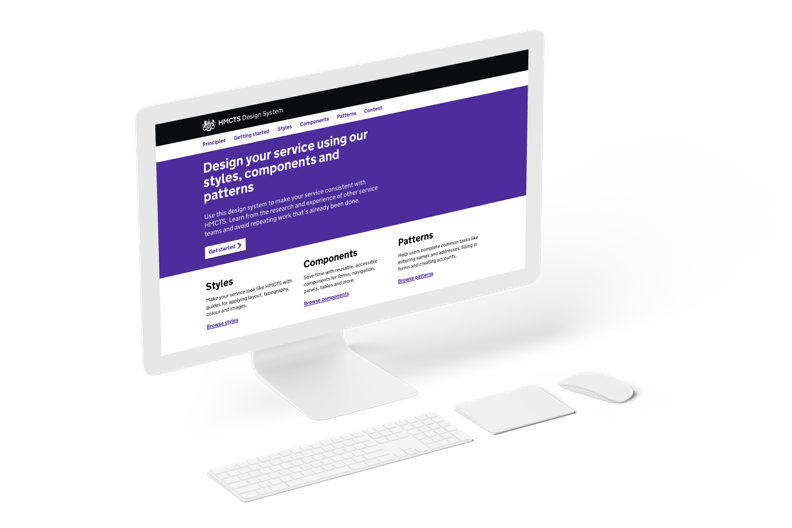 HMCTS Design System
Principles Getting started Styles Components Patterns Content
Design your service using our
styles, components and
patterns
Use this design system to make your service consistent with
HMCTS. Learn from the research and experience of other service
teams and avoid repeating work that's already been done.
Get started
Styles
Make your service look like HMCTS with
guides for applying layout, typography,
colour and images.
Browse styles
Components
Save time with reusable, accessible
components for forms, navigation,
panels, tables and more.
Browse components
Patterns
Help users complete common tasks like
entering names and addresses, filling in
forms and creating accounts.
Browse patterns